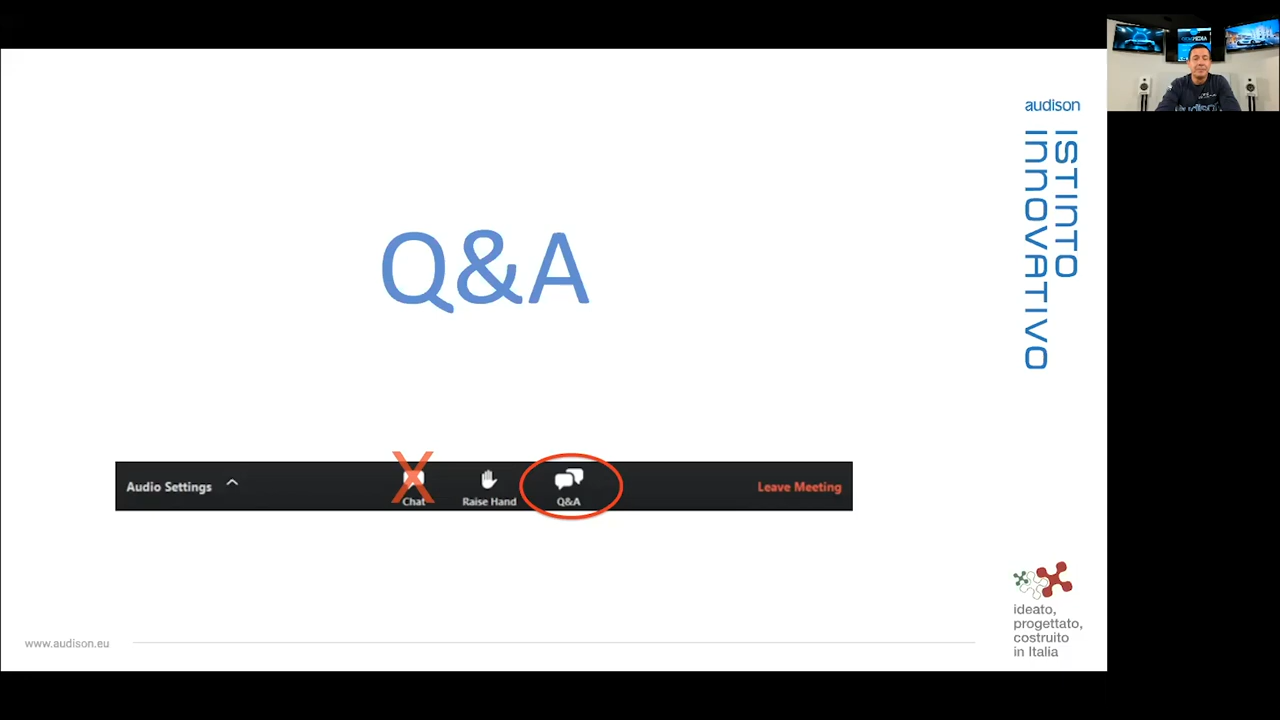 audison
ISTINTO
INNOVATIVO
Q&A
Audio Settings
Chat
Raise Hand
Q&A
Leave Meeting
ideato,
progettato,
costruito
in Italia
www.audison.eu